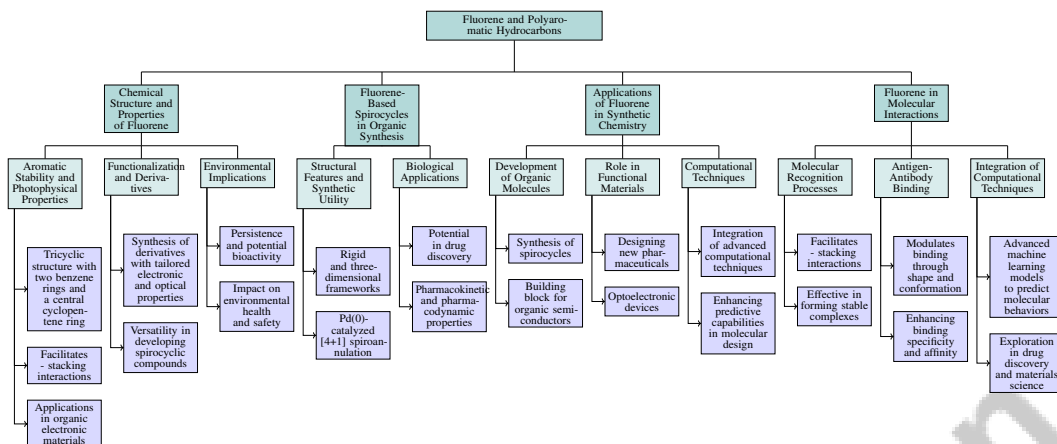 Fluorene and Polyaro-
matic Hydrocarbons
Chemical
Structure and
Properties
of Fluorene
Fluorene-
Based
Spirocycles
in Organic
Synthesis
Applications
of Fluorene
in Synthetic
Chemistry
Fluorene in
Molecular
Interactions
Aromatic
Stability and
Photophysical
Properties
Functionalization
and Deriva-
tives
Environmental
Implications
Structural
Features and
Synthetic
Utility
Biological
Applications
Development
of Organic
Molecules
Role in
Functional
Materials
Computational
Techniques
Molecular
Recognition
Processes
Antigen-
Antibody
Binding
Integration of
Computational
Techniques
Tricyclic
structure with
two benzene
rings and
a central
cyclopen-
tene ring
Facilitates
- stacking
interactions
Applications
in organic
electronic
materials
Synthesis of
derivatives
with tailored
electronic
and optical
properties
Versatility in
developing
spirocyclic
compounds
Persistence
and potential
bioactivity
Impact on
environmental
health
and safety
Rigid
and three-
dimensional
frameworks
Pd(0)-
catalyzed
[4+1] spiroan-
nulation
Potential
in drug
discovery
Pharmacokinetic
and pharma-
codynamic
properties
Synthesis of
spirocycles
Building
block for
organic semi-
conductors
Designing
new phar-
maceuticals
Optoelectronic
devices
Integration
of advanced
computational
techniques
Enhancing
predictive
capabilities
in molecular
design
Facilitates
- stacking
interactions
Effective in
forming stable
complexes
Modulates
binding
through
shape and
conformation
Enhancing
binding
specificity
and affinity
Advanced
machine
learning
models
to predict
molecular
behaviors
Exploration
in drug
discovery
and materials
science